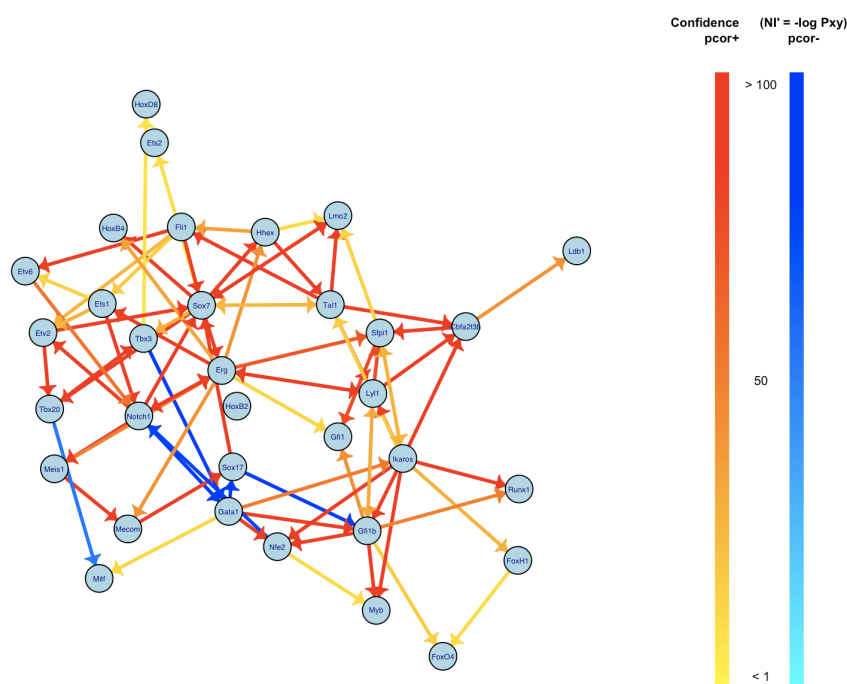 Confidence (NI' = -log Pxy)
pcor+ pcor-
> 100
50
< 1
HoxD8
Ets2
Lmo2
HoxB4
Fli1
Hhex
Ldb1
Etv6
Ets1
Sox7
Tal1
Cbfa2t3h
Etv2
Tbx3
Sfpi1
Erg
Lyl1
Tbx20
HoxB2
Notch1
Gfi1
Ikaros
Meis1
Sox17
Runx1
Gata1
Mecom
Gfi1b
Nfe2
FoxH1
Mitf
Myb
FoxO4